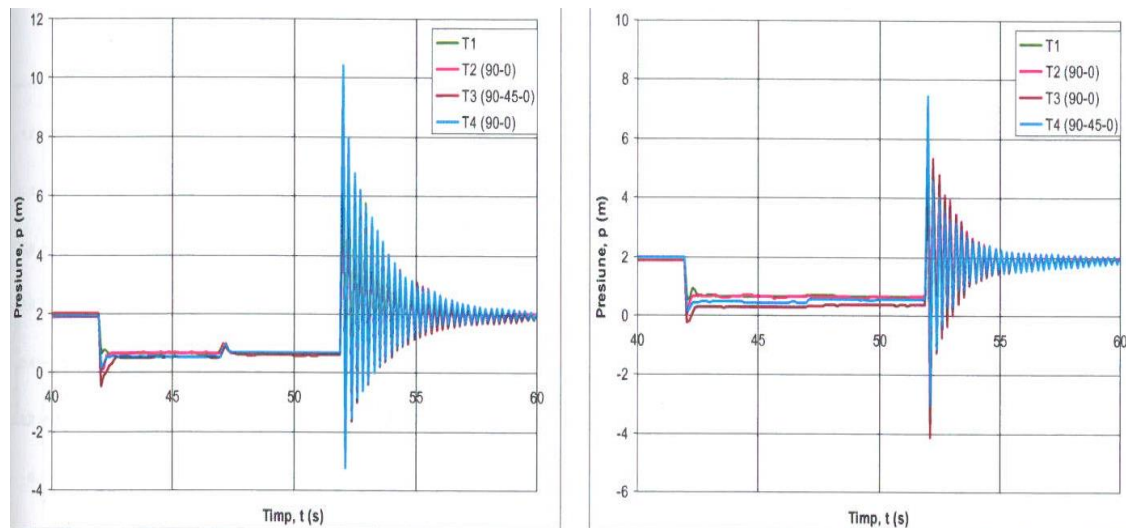 12
10
8
6
4
2
0
-2
-4
Presiune, p (m)
40
45
50
55
60
Timp, t (s)
T1
T2 (90-0)
T3 (90-45-0)
T4 (90-0)
10
8
6
4
2
0
-2
-4
-6
Presiune, p (m)
40
45
50
55
60
Timp, t (s)
T1
T2 (90-0)
T3 (90-0)
T4 (90-45-0)